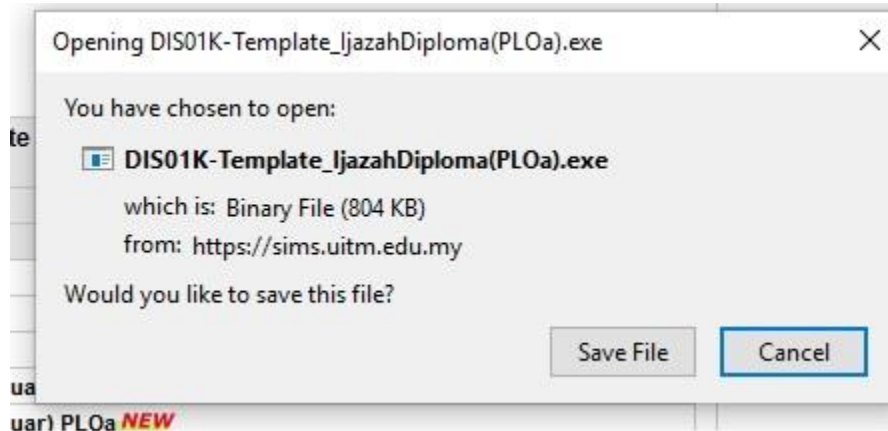 Opening DIS01K-Template_IjazahDiploma(PLOa).exe
You have chosen to open:
te
DIS01K-Template_IjazahDiploma(PLOa).exe
which is: Binary File (804 KB)
from: https://sims.uitm.edu.my
Would you like to save this file?
Save File
Cancel
ua
uar) PLOa NEW